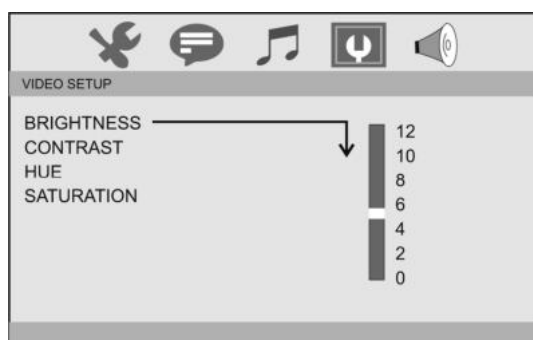 VIDEO SETUP
BRIGHTNESS
CONTRAST
HUE
SATURATION
12
10
8
6
4
2
0